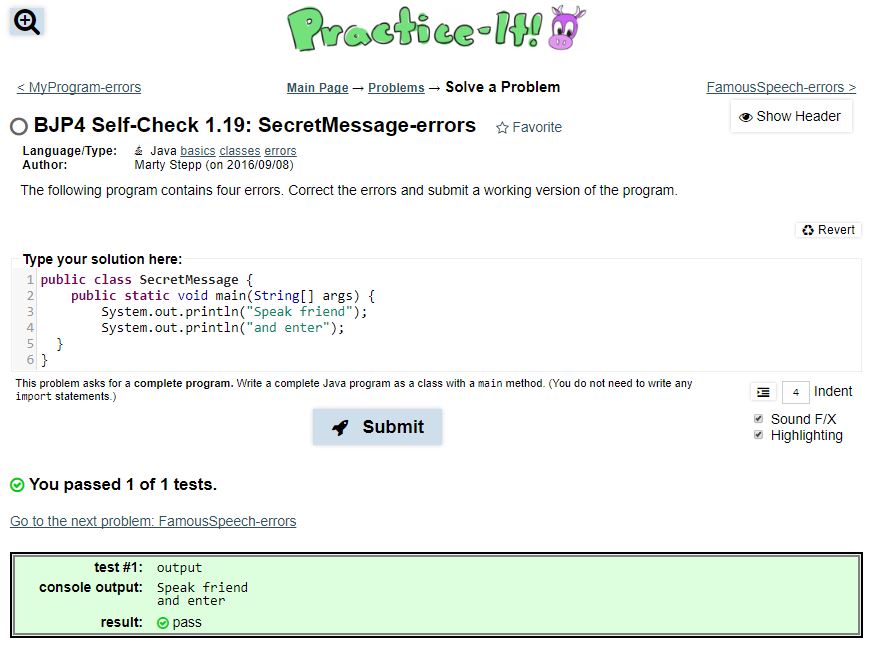 Practice-It!
< MyProgram-errors Main Page → Problems → Solve a Problem FamousSpeech-errors >
Show Header
BJP4 Self-Check 1.19: SecretMessage-errors Favorite
Language/Type: Java basics classes errors
Author: Marty Stepp (on 2016/09/08)
The following program contains four errors. Correct the errors and submit a working version of the program.
Revert
Type your solution here:
1 public class SecretMessage {
2     public static void main(String[] args) {
3         System.out.println("Speak friend");
4         System.out.println("and enter");
5   }
6 }
This problem asks for a complete program. Write a complete Java program as a class with a main method. (You do not need to write any
import statements.)
4 Indent
Sound F/X
Highlighting
Submit
You passed 1 of 1 tests.
Go to the next problem: FamousSpeech-errors
test #1: output
console output: Speak friend
and enter
result: pass